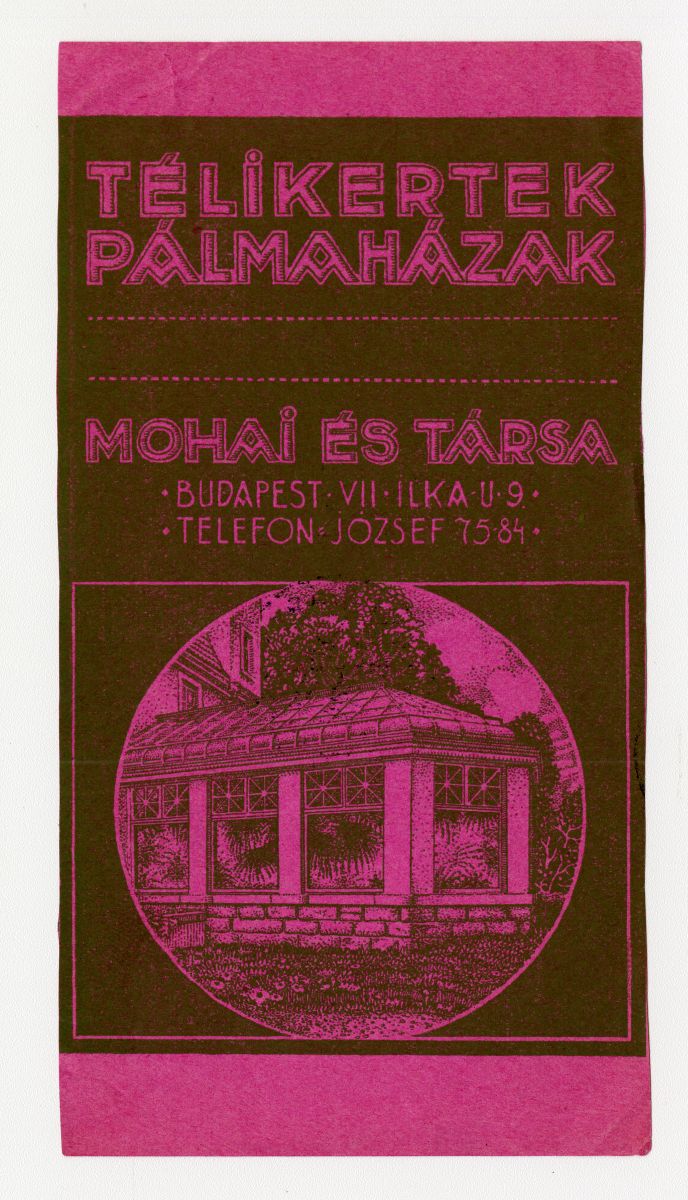 TÉLIKERTEK
PÁLMAHÁZAK
MOHAI ÉS TÁRSA
• BUDAPEST • VII • ILKA • U • 9 •
• TELEFON = JÓZSEF 75-84 •